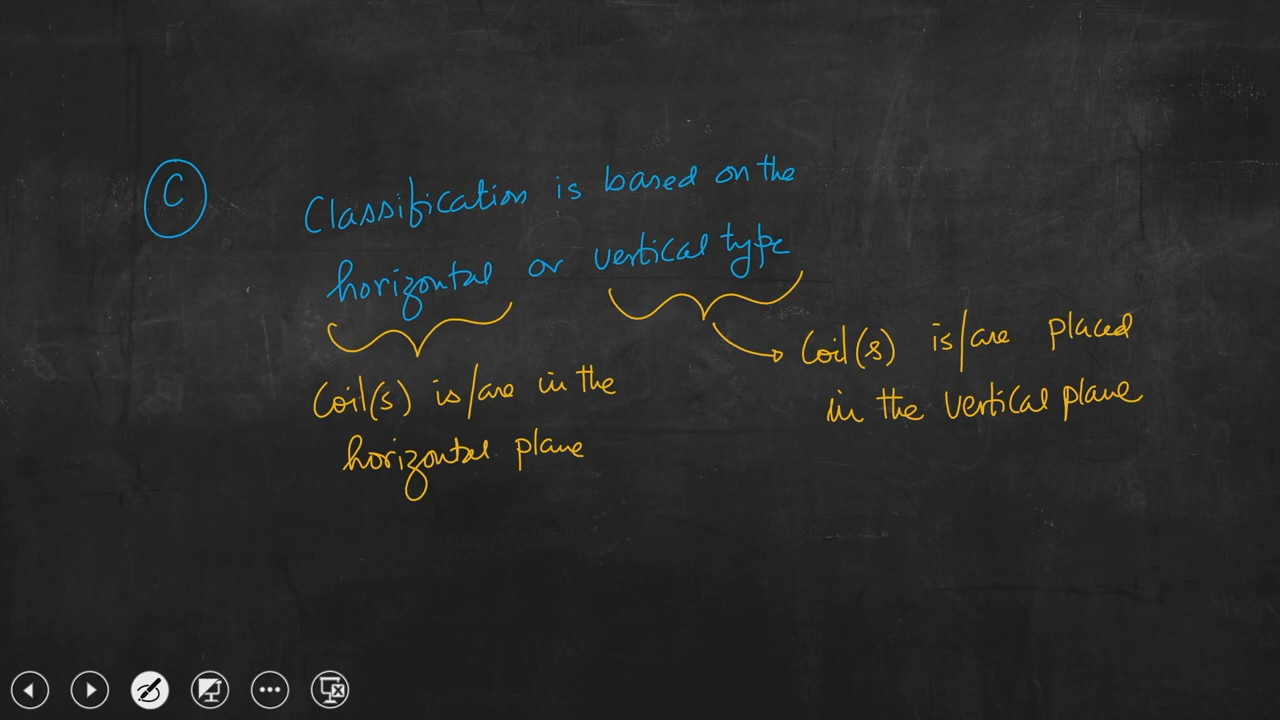 C
Classification is based on the
horizontal or vertical type
Coil(s) is/are in the
horizontal plane
Coil(s) is/are placed
in the vertical plane